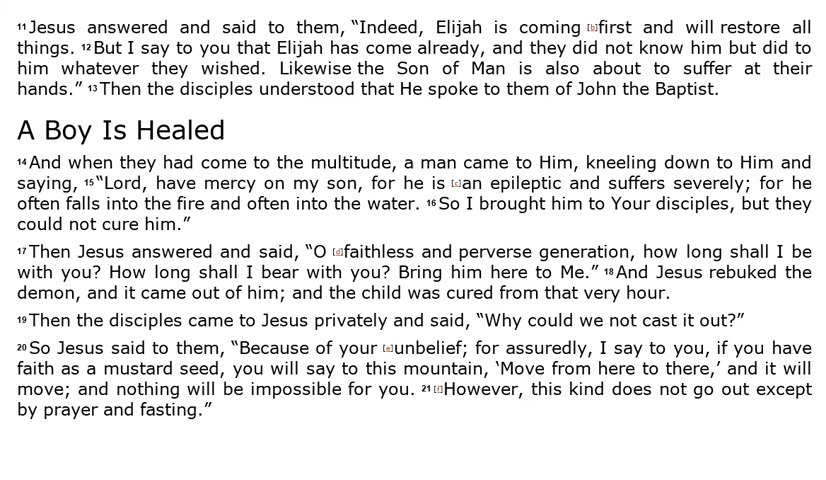 11 Jesus answered and said to them, “Indeed, Elijah is coming [b]first and will restore all
things. 12 But I say to you that Elijah has come already, and they did not know him but did to
him whatever they wished. Likewise the Son of Man is also about to suffer at their
hands.” 13 Then the disciples understood that He spoke to them of John the Baptist.
A Boy Is Healed
14 And when they had come to the multitude, a man came to Him, kneeling down to Him and
saying, 15 “Lord, have mercy on my son, for he is [c]an epileptic and suffers severely; for he
often falls into the fire and often into the water. 16 So I brought him to Your disciples, but they
could not cure him.”
17 Then Jesus answered and said, “O [d]faithless and perverse generation, how long shall I be
with you? How long shall I bear with you? Bring him here to Me.” 18 And Jesus rebuked the
demon, and it came out of him; and the child was cured from that very hour.
19 Then the disciples came to Jesus privately and said, “Why could we not cast it out?”
20 So Jesus said to them, “Because of your [e]unbelief; for assuredly, I say to you, if you have
faith as a mustard seed, you will say to this mountain, ‘Move from here to there,’ and it will
move; and nothing will be impossible for you. 21 [f]However, this kind does not go out except
by prayer and fasting.”